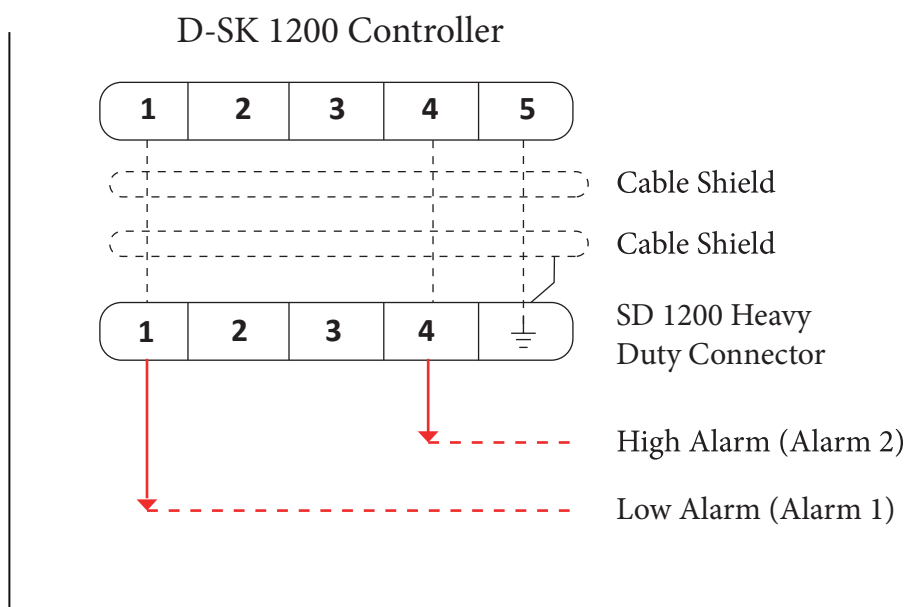 D-SK 1200 Controller
1 2 3 4 5
Cable Shield
Cable Shield
1 2 3 4
SD 1200 Heavy
Duty Connector
High Alarm (Alarm 2)
Low Alarm (Alarm 1)